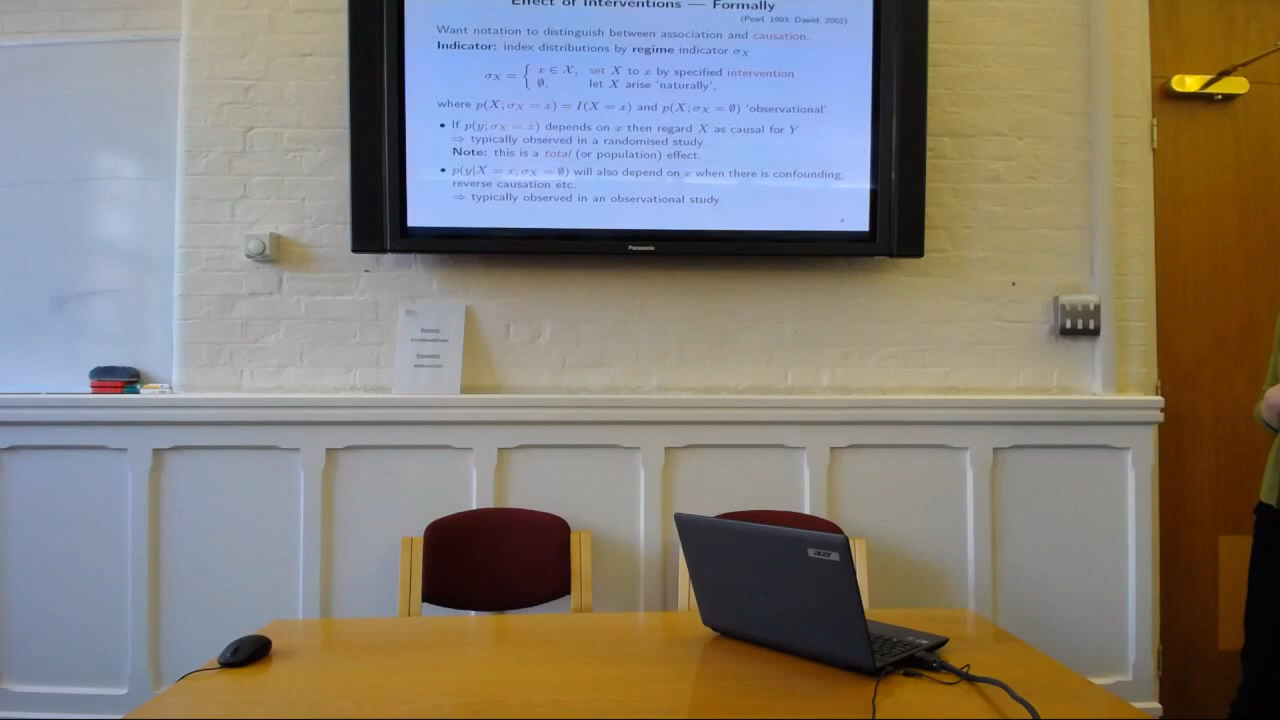 Effect of Interventions — Formally
(Pearl, 1993, Dawid, 2002)
Want notation to distinguish between association and causation.
Indicator: index distributions by regime indicator σX
σX = { x ∈ X, set X to x by specified intervention
∅, let X arise 'naturally',
where p(X; σX = x) = I(X = x) and p(X; σX = ∅) 'observational'.
• If p(y; σX = x) depends on x then regard X as causal for Y
⇒ typically observed in a randomised study.
Note: this is a total (or population) effect.
• p(y|X = x; σX = ∅) will also depend on x when there is confounding,
reverse causation etc.
⇒ typically observed in an observational study.
Panasonic
acer